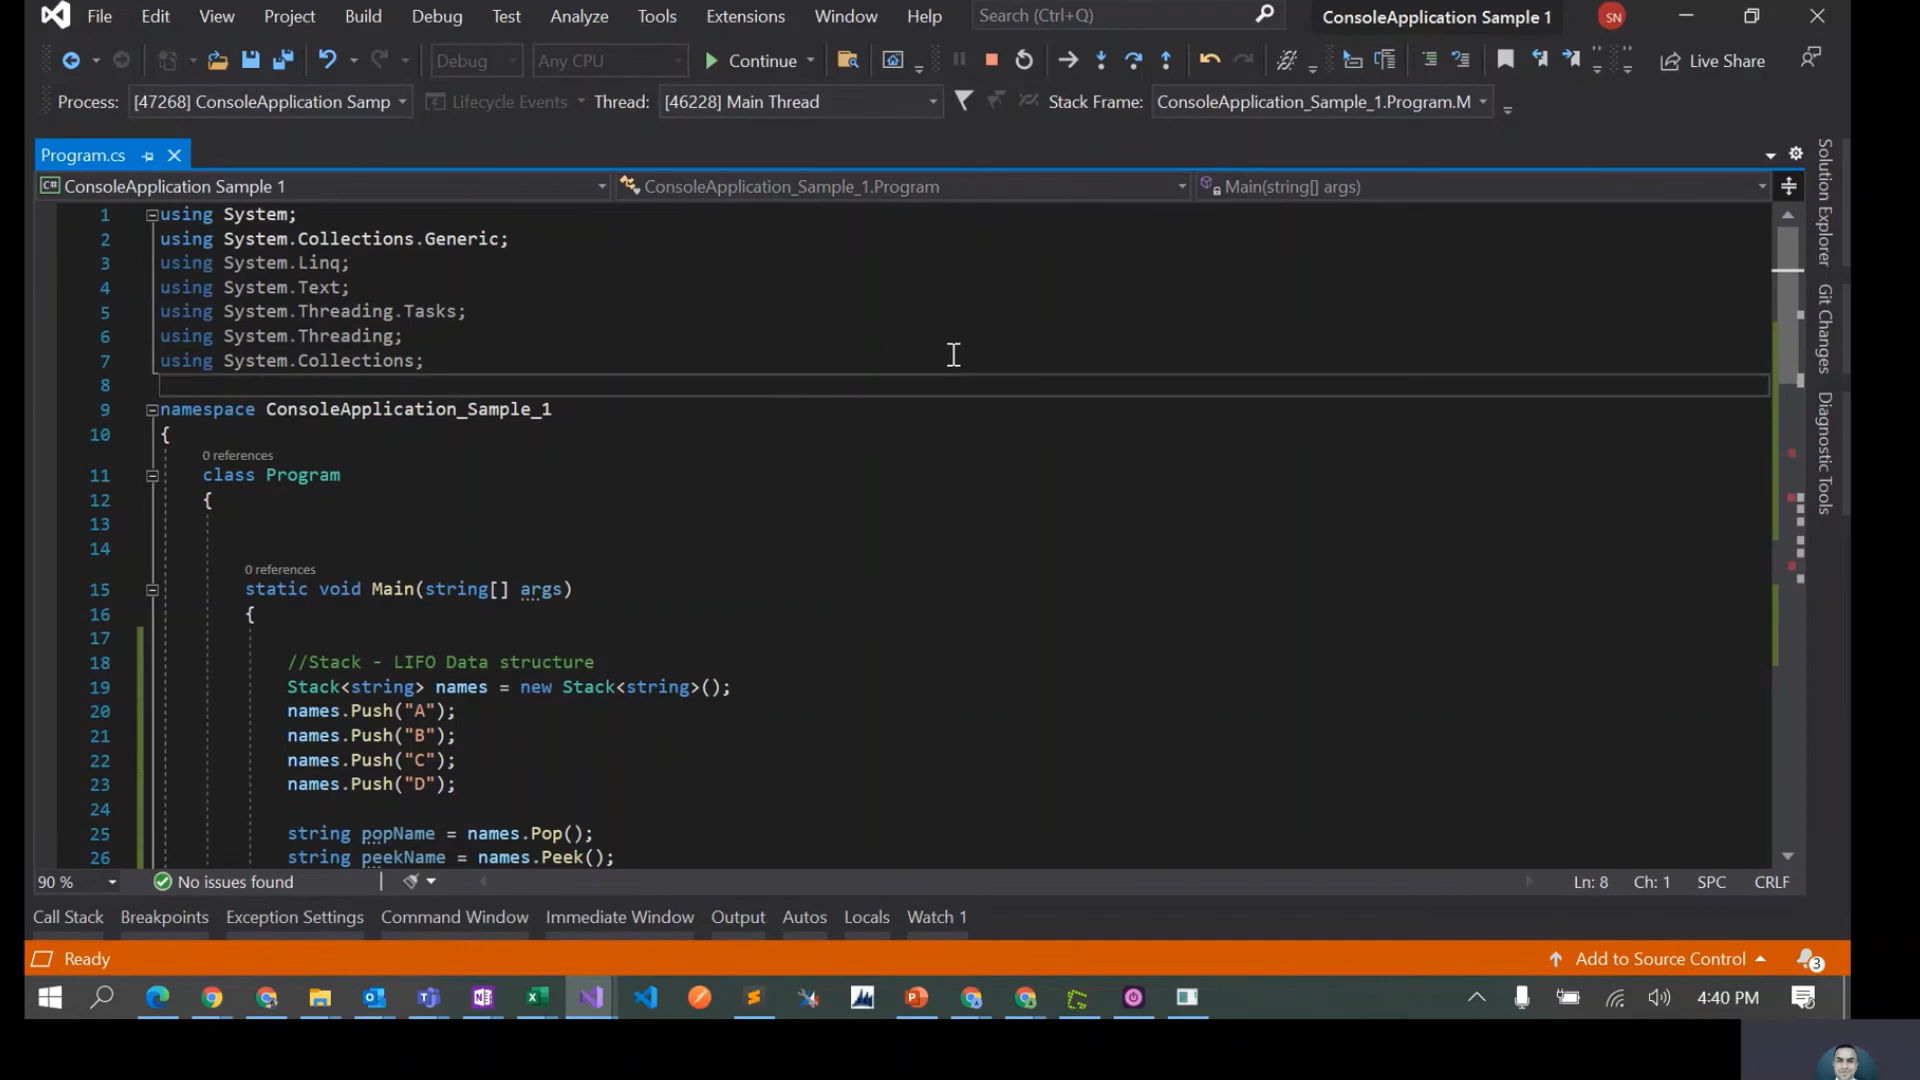 File Edit View Project Build Debug Test Analyze Tools Extensions Window Help Search (Ctrl+Q) ConsoleApplication Sample 1 SN
Debug Any CPU Continue Live Share
Process: [47268] ConsoleApplication Samp Lifecycle Events Thread: [46228] Main Thread Stack Frame: ConsoleApplication_Sample_1.Program.M
Program.cs
C# ConsoleApplication Sample 1 ConsoleApplication_Sample_1.Program Main(string[] args)
1 using System;
2 using System.Collections.Generic;
3 using System.Linq;
4 using System.Text;
5 using System.Threading.Tasks;
6 using System.Threading;
7 using System.Collections;
8
9 namespace ConsoleApplication_Sample_1
10 {
0 references
11 class Program
12 {
13
14
0 references
15 static void Main(string[] args)
16 {
17
18 //Stack - LIFO Data structure
19 Stack<string> names = new Stack<string>();
20 names.Push("A");
21 names.Push("B");
22 names.Push("C");
23 names.Push("D");
24
25 string popName = names.Pop();
26 string peekName = names.Peek();
90 % No issues found Ln: 8 Ch: 1 SPC CRLF
Call Stack Breakpoints Exception Settings Command Window Immediate Window Output Autos Locals Watch 1
Ready Add to Source Control 3
4:40 PM
Solution Explorer
Git Changes
Diagnostic Tools